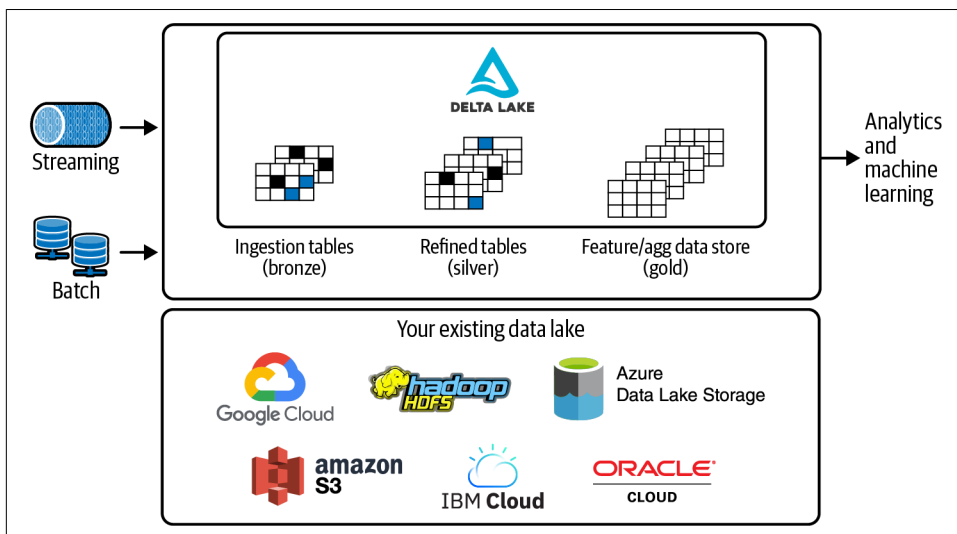 DELTA LAKE
Streaming
Batch
Ingestion tables
(bronze)
Refined tables
(silver)
Feature/agg data store
(gold)
Analytics
and
machine
learning
Your existing data lake
Google Cloud
hadoop
HDFS
Azure
Data Lake Storage
amazon
S3
IBM Cloud
ORACLE®
CLOUD